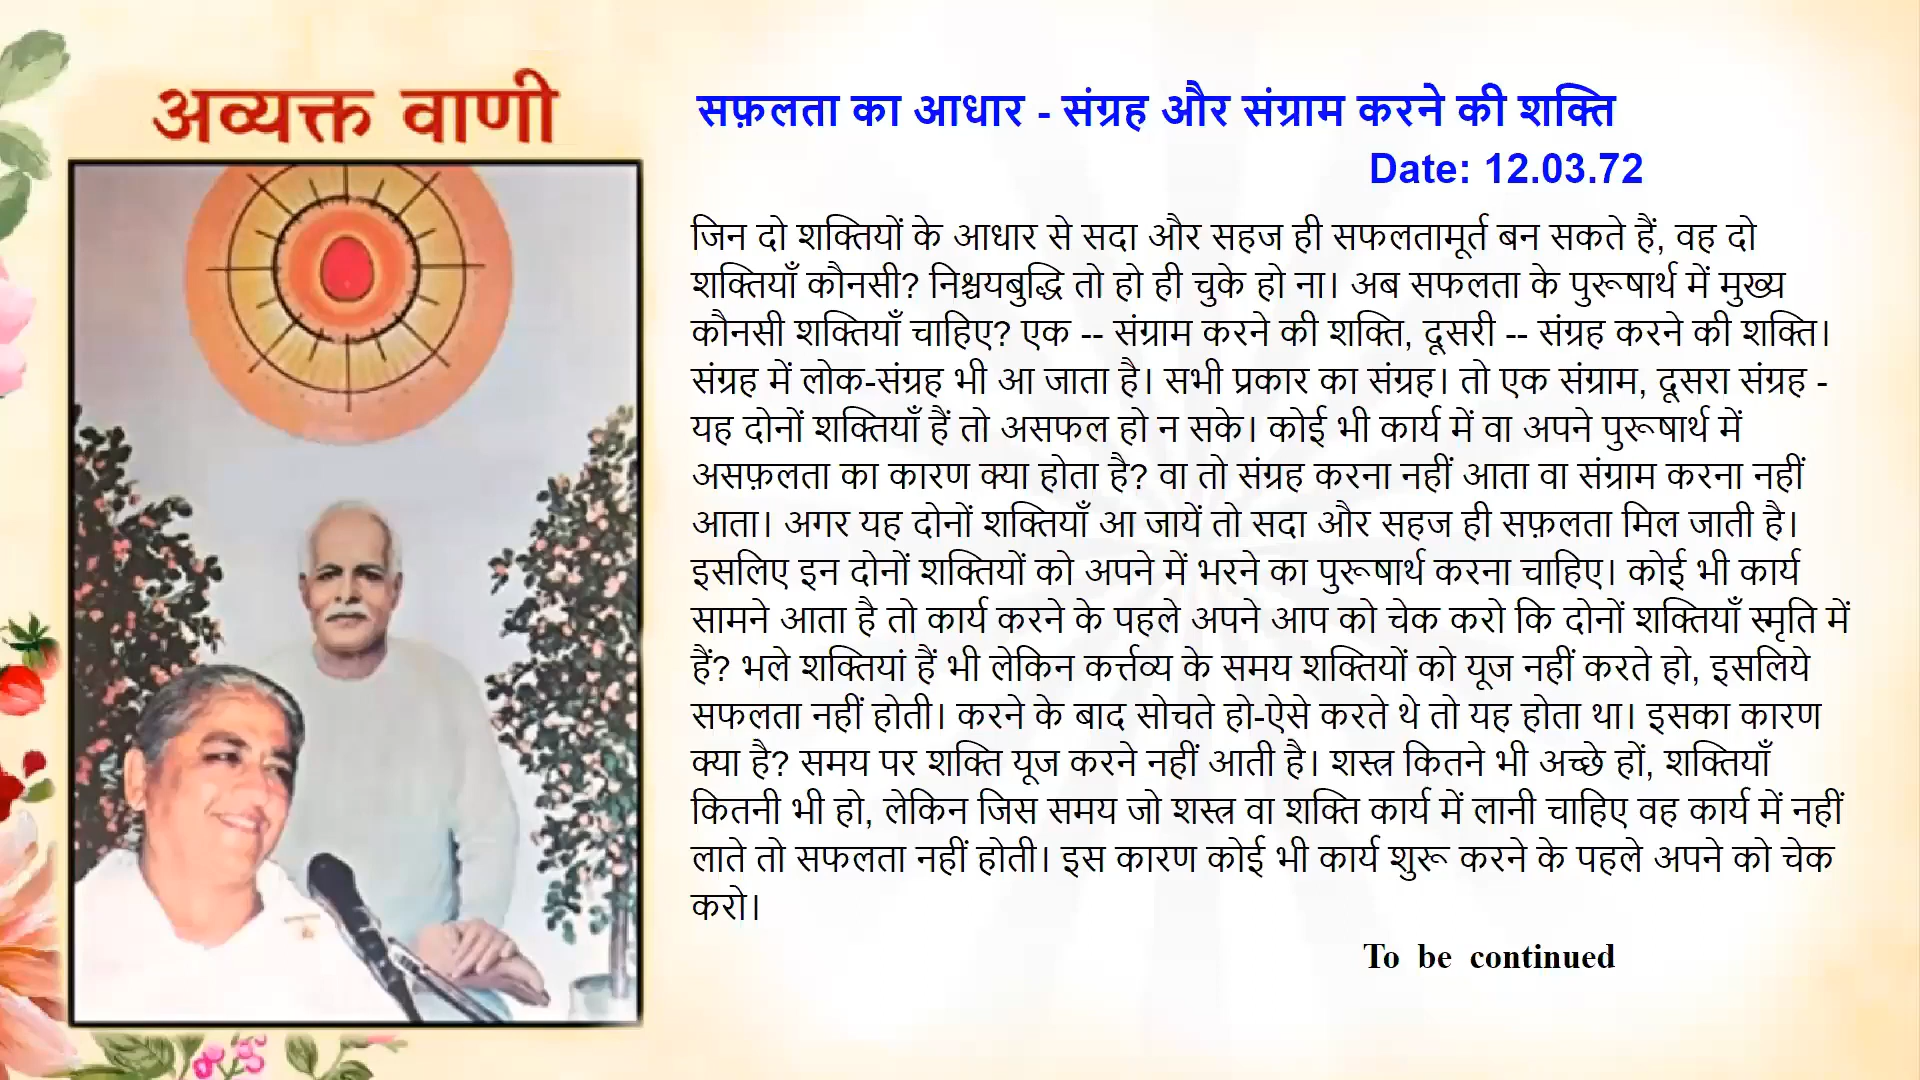 अव्यक्त वाणी
सफ़लता का आधार - संग्रह और संग्राम करने की शक्ति
Date: 12.03.72
जिन दो शक्तियों के आधार से सदा और सहज ही सफलतामूर्त बन सकते हैं, वह दो
शक्तियाँ कौनसी? निश्चयबुद्धि तो हो ही चुके हो ना। अब सफलता के पुरूषार्थ में मुख्य
कौनसी शक्तियाँ चाहिए? एक -- संग्राम करने की शक्ति, दूसरी -- संग्रह करने की शक्ति।
संग्रह में लोक-संग्रह भी आ जाता है। सभी प्रकार का संग्रह। तो एक संग्राम, दूसरा संग्रह -
यह दोनों शक्तियाँ हैं तो असफल हो न सके। कोई भी कार्य में वा अपने पुरूषार्थ में
असफ़लता का कारण क्या होता है? वा तो संग्रह करना नहीं आता वा संग्राम करना नहीं
आता। अगर यह दोनों शक्तियाँ आ जायें तो सदा और सहज ही सफ़लता मिल जाती है।
इसलिए इन दोनों शक्तियों को अपने में भरने का पुरूषार्थ करना चाहिए। कोई भी कार्य
सामने आता है तो कार्य करने के पहले अपने आप को चेक करो कि दोनों शक्तियाँ स्मृति में
हैं? भले शक्तियां हैं भी लेकिन कर्त्तव्य के समय शक्तियों को यूज नहीं करते हो, इसलिये
सफलता नहीं होती। करने के बाद सोचते हो-ऐसे करते थे तो यह होता था। इसका कारण
क्या है? समय पर शक्ति यूज करने नहीं आती है। शस्त्र कितने भी अच्छे हों, शक्तियाँ
कितनी भी हो, लेकिन जिस समय जो शस्त्र वा शक्ति कार्य में लानी चाहिए वह कार्य में नहीं
लाते तो सफलता नहीं होती। इस कारण कोई भी कार्य शुरू करने के पहले अपने को चेक
करो।
To be continued